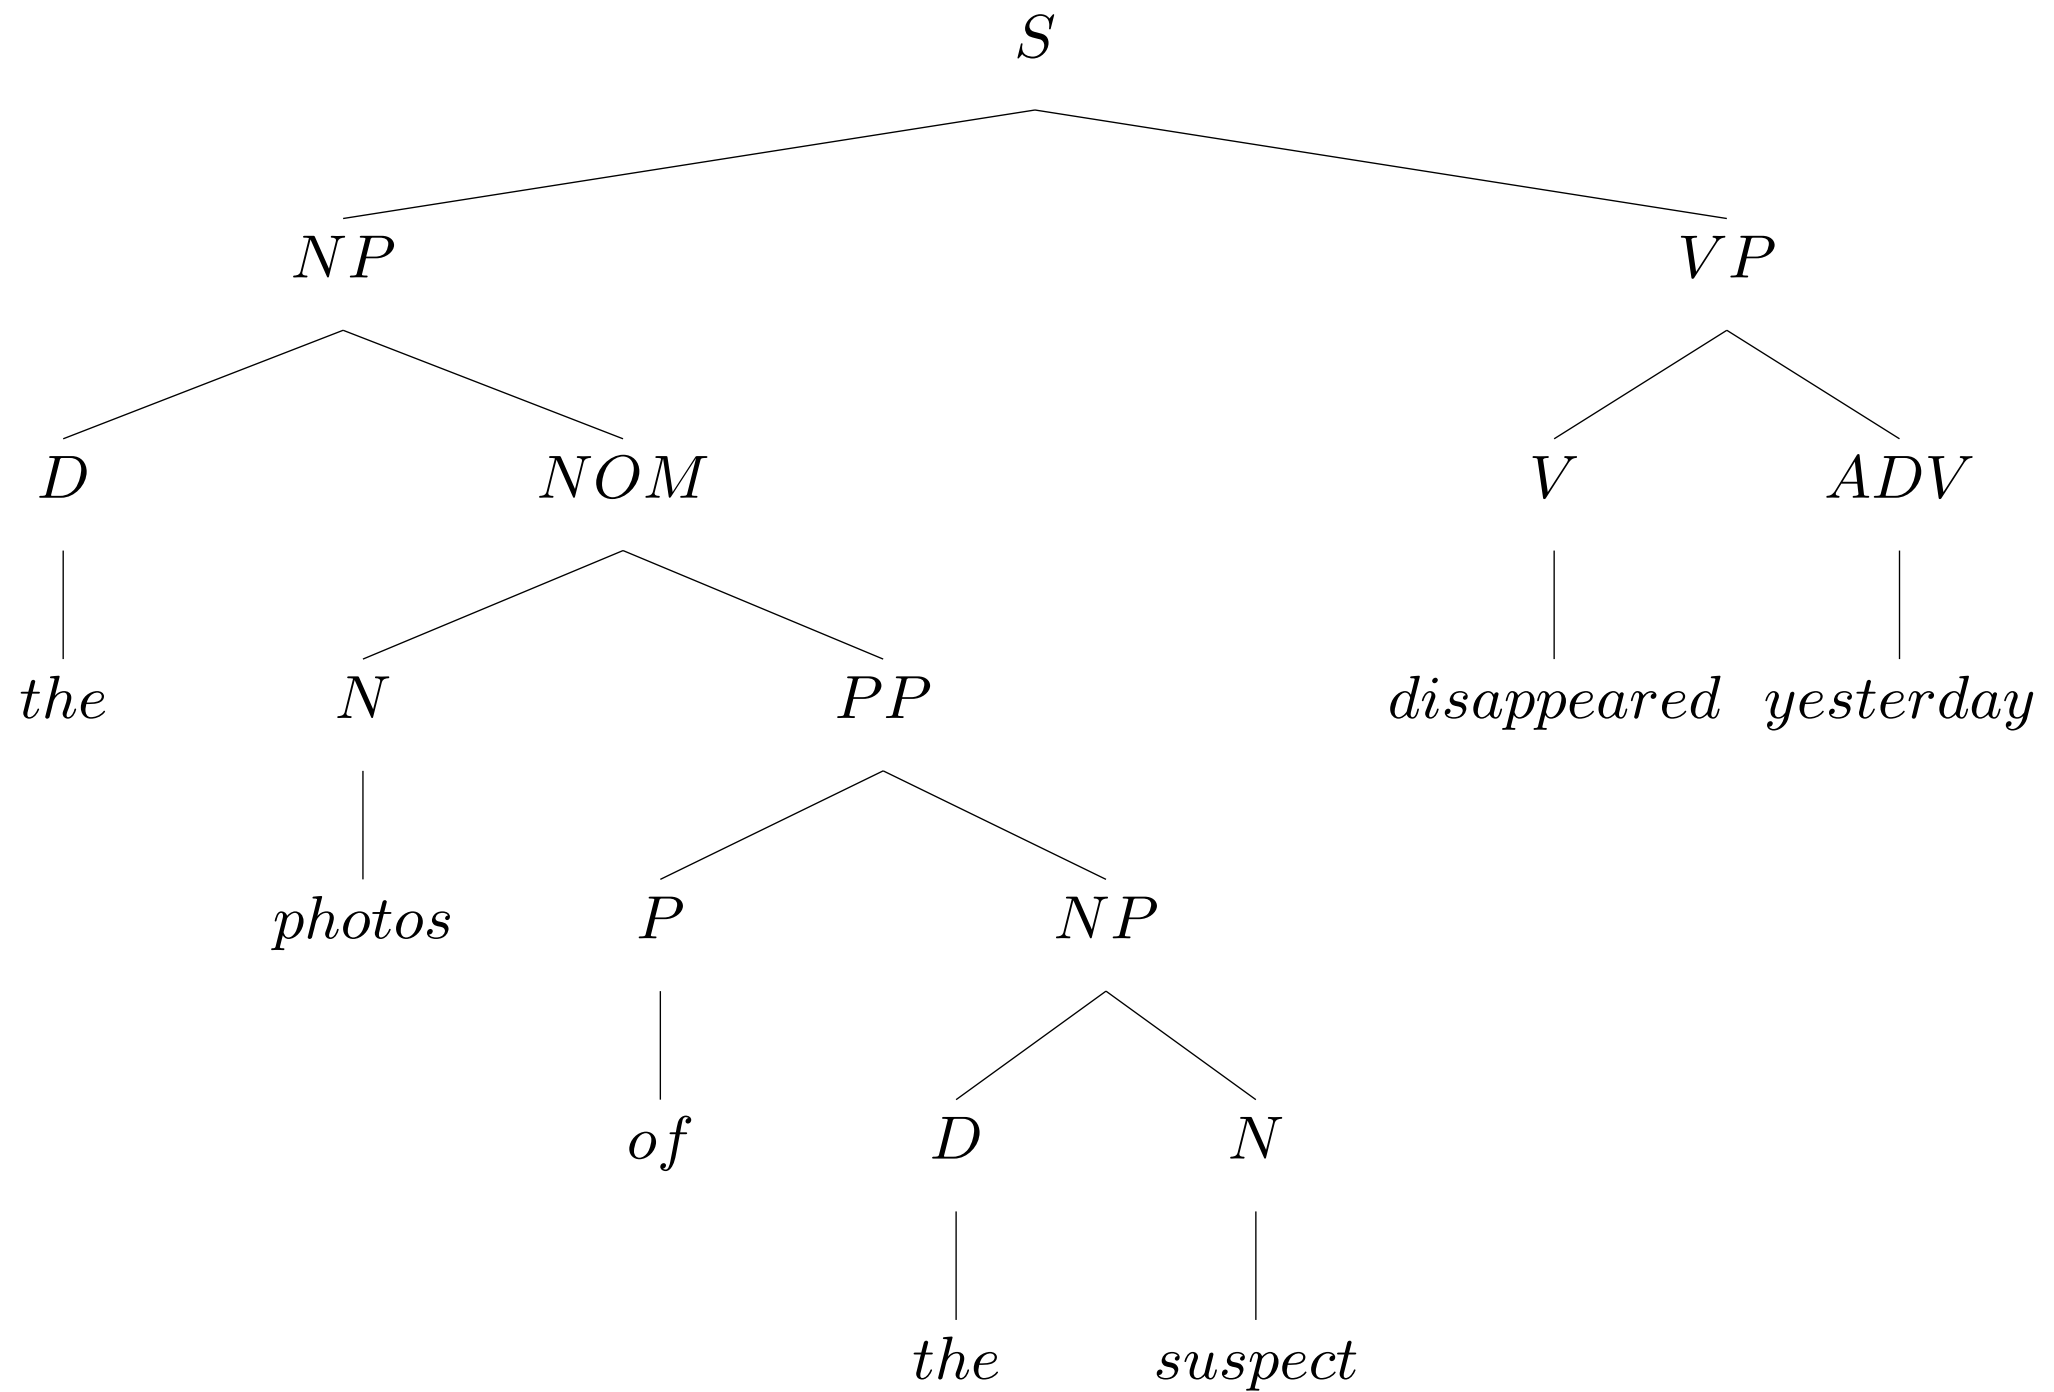 S
NP VP
D NOM V ADV
the N PP disappeared yesterday
photos P NP
of D N
the suspect